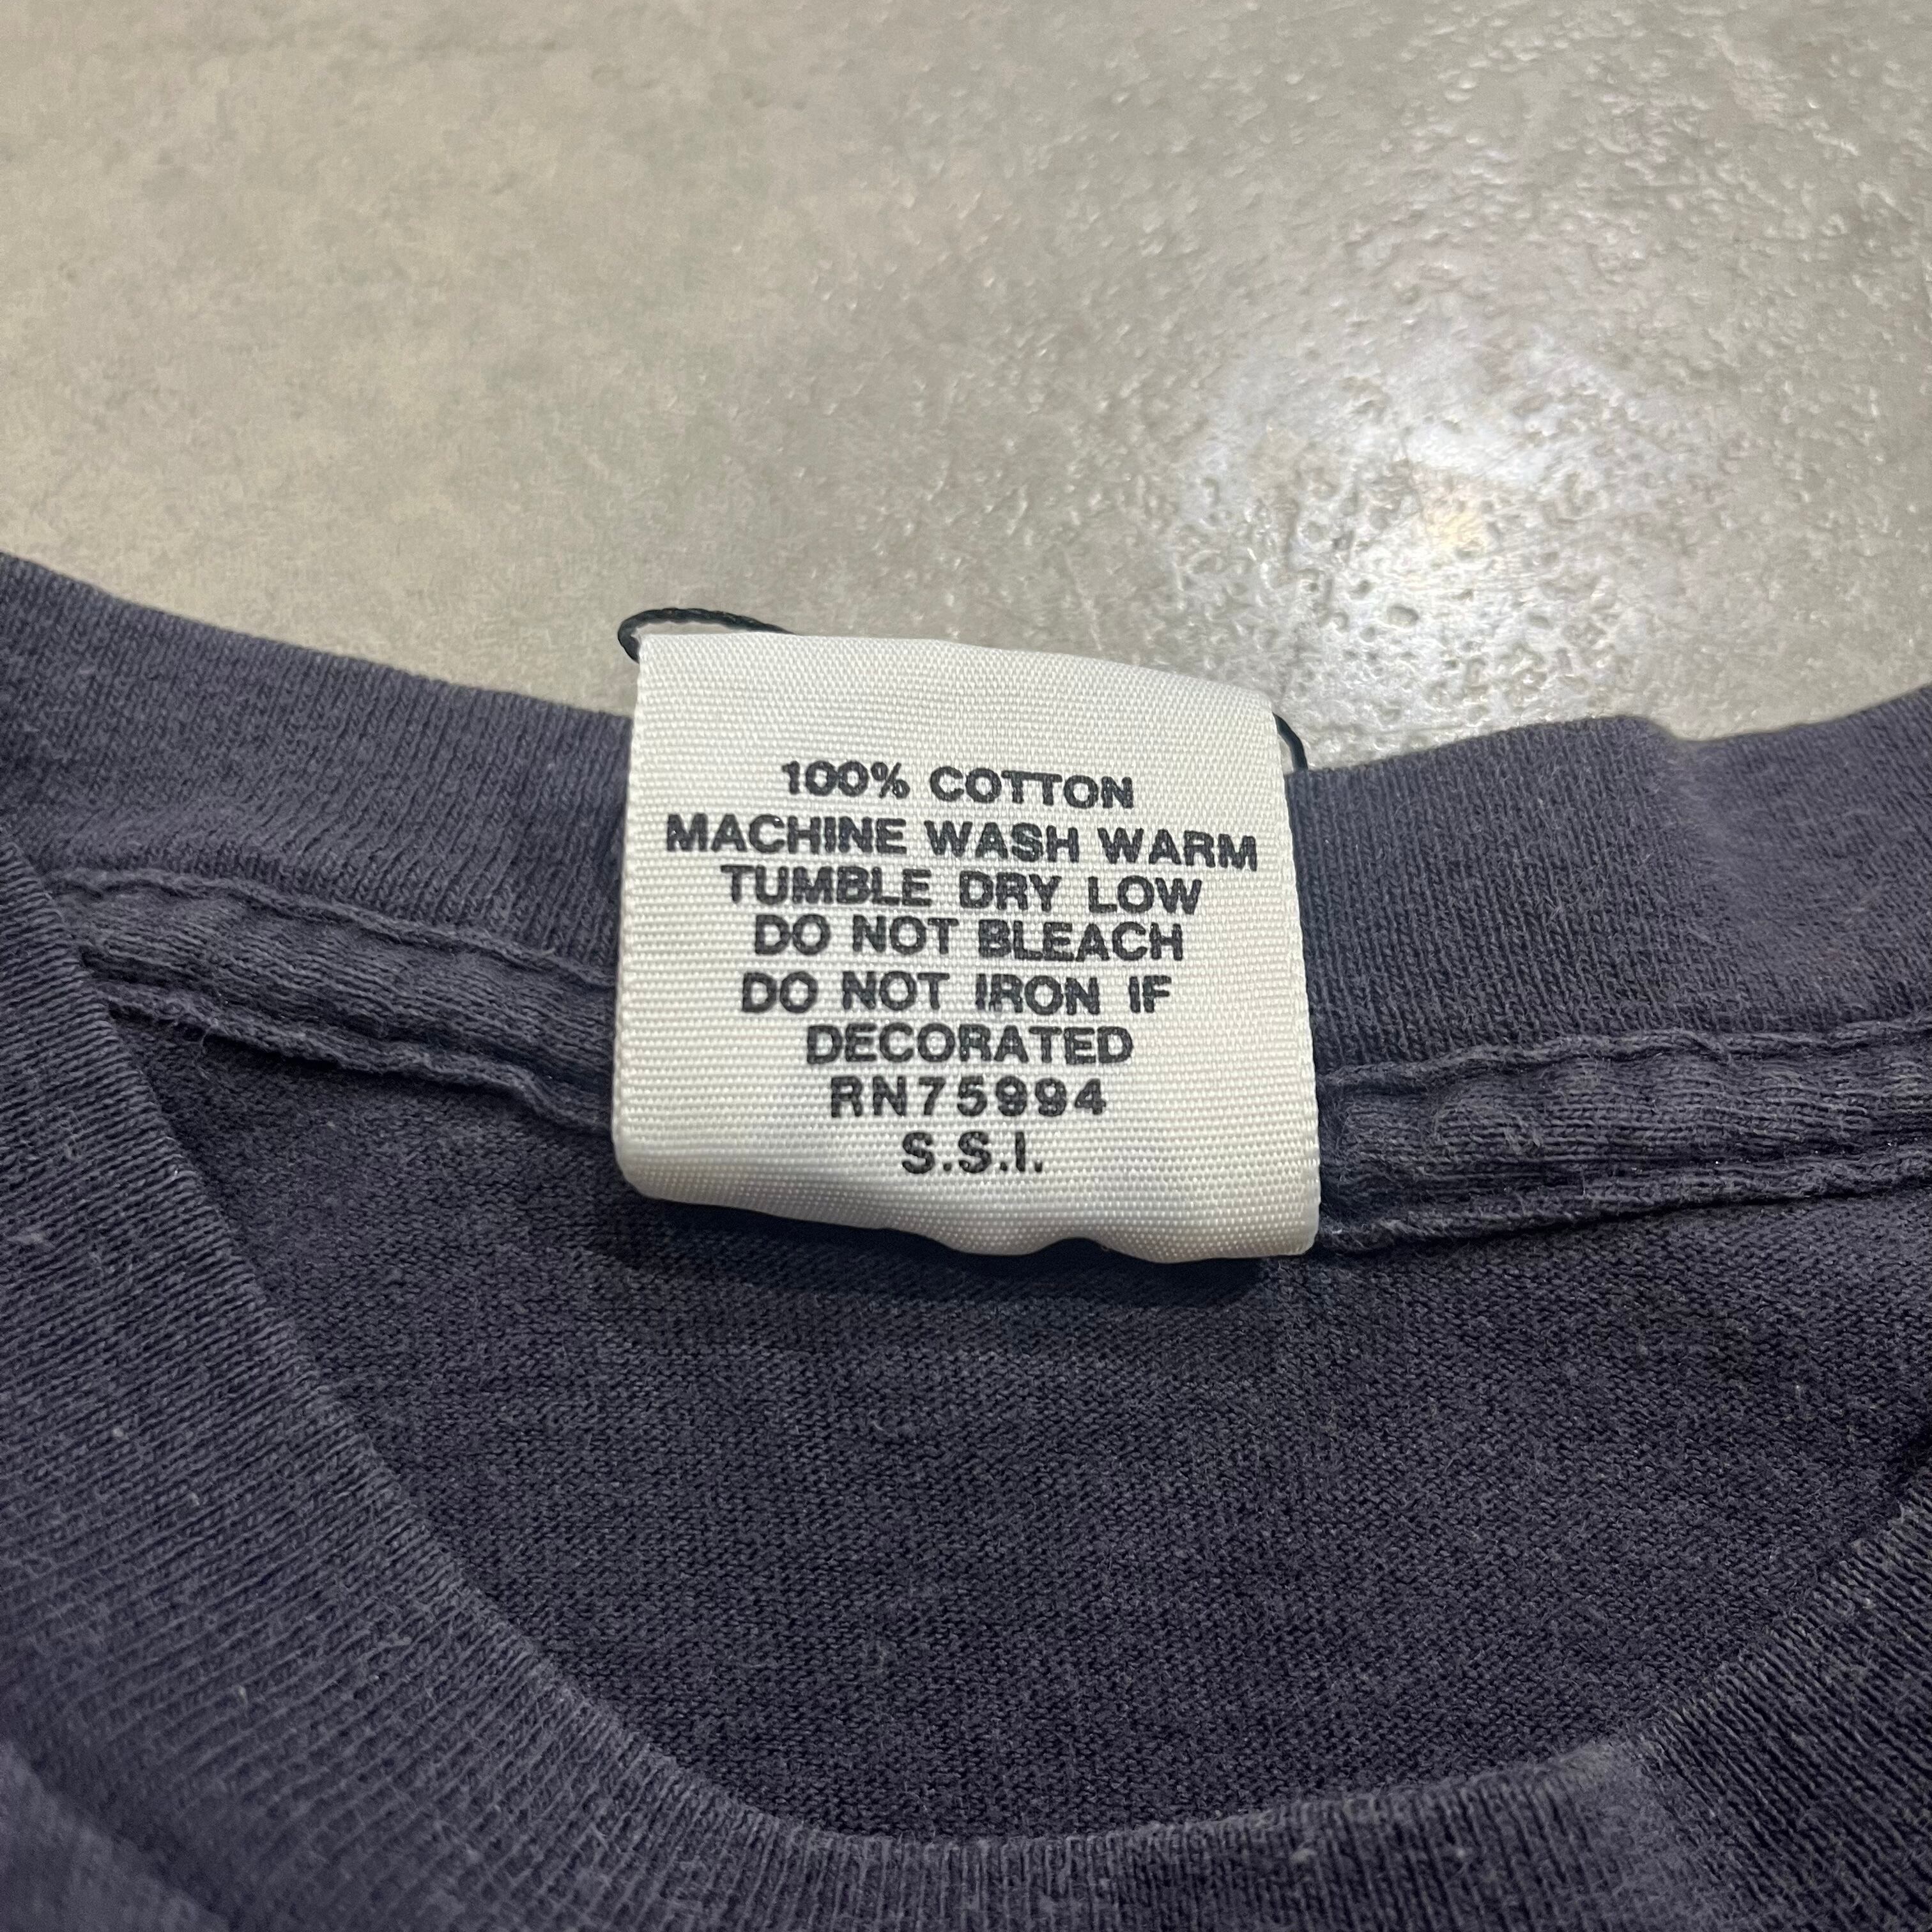 100% COTTON
MACHINE WASH WARM
TUMBLE DRY LOW
DO NOT BLEACH
DO NOT IRON IF
DECORATED
RN75994
S.S.I.